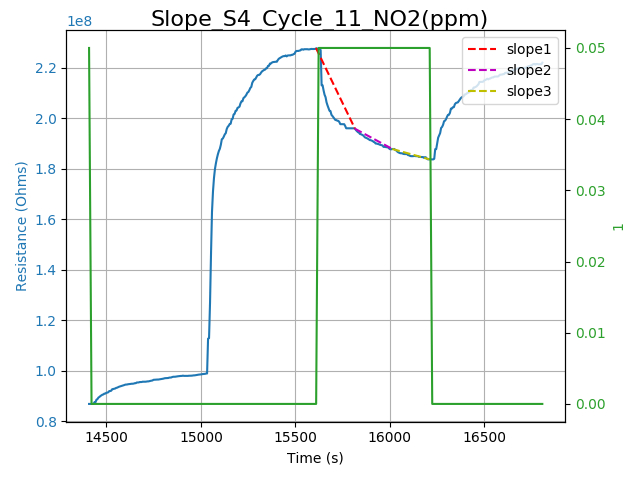 Slope_S4_Cycle_11_NO2(ppm)
1e8
slope1
slope2
slope3
2.2
2.0
1.8
1.6
1.4
1.2
1.0
0.8
Resistance (Ohms)
0.05
0.04
0.03
0.02
0.01
0.00
1
14500 15000 15500 16000 16500
Time (s)